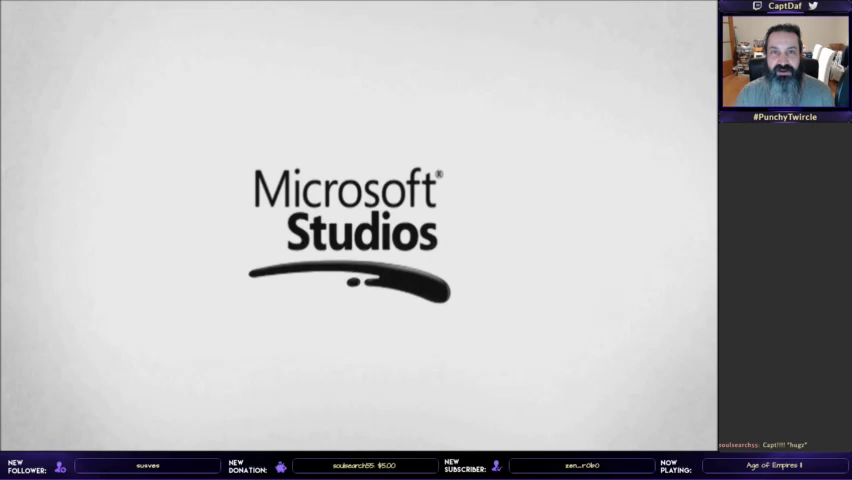 CaptDaf
#PunchyTwircle
Microsoft®
Studios
soulsearch55: Capt!!!! *hugz*
NEW FOLLOWER: susves
NEW DONATION: soulsearch55: $5.00
NEW SUBSCRIBER: zen_r0b0
NOW PLAYING: Age of Empires II